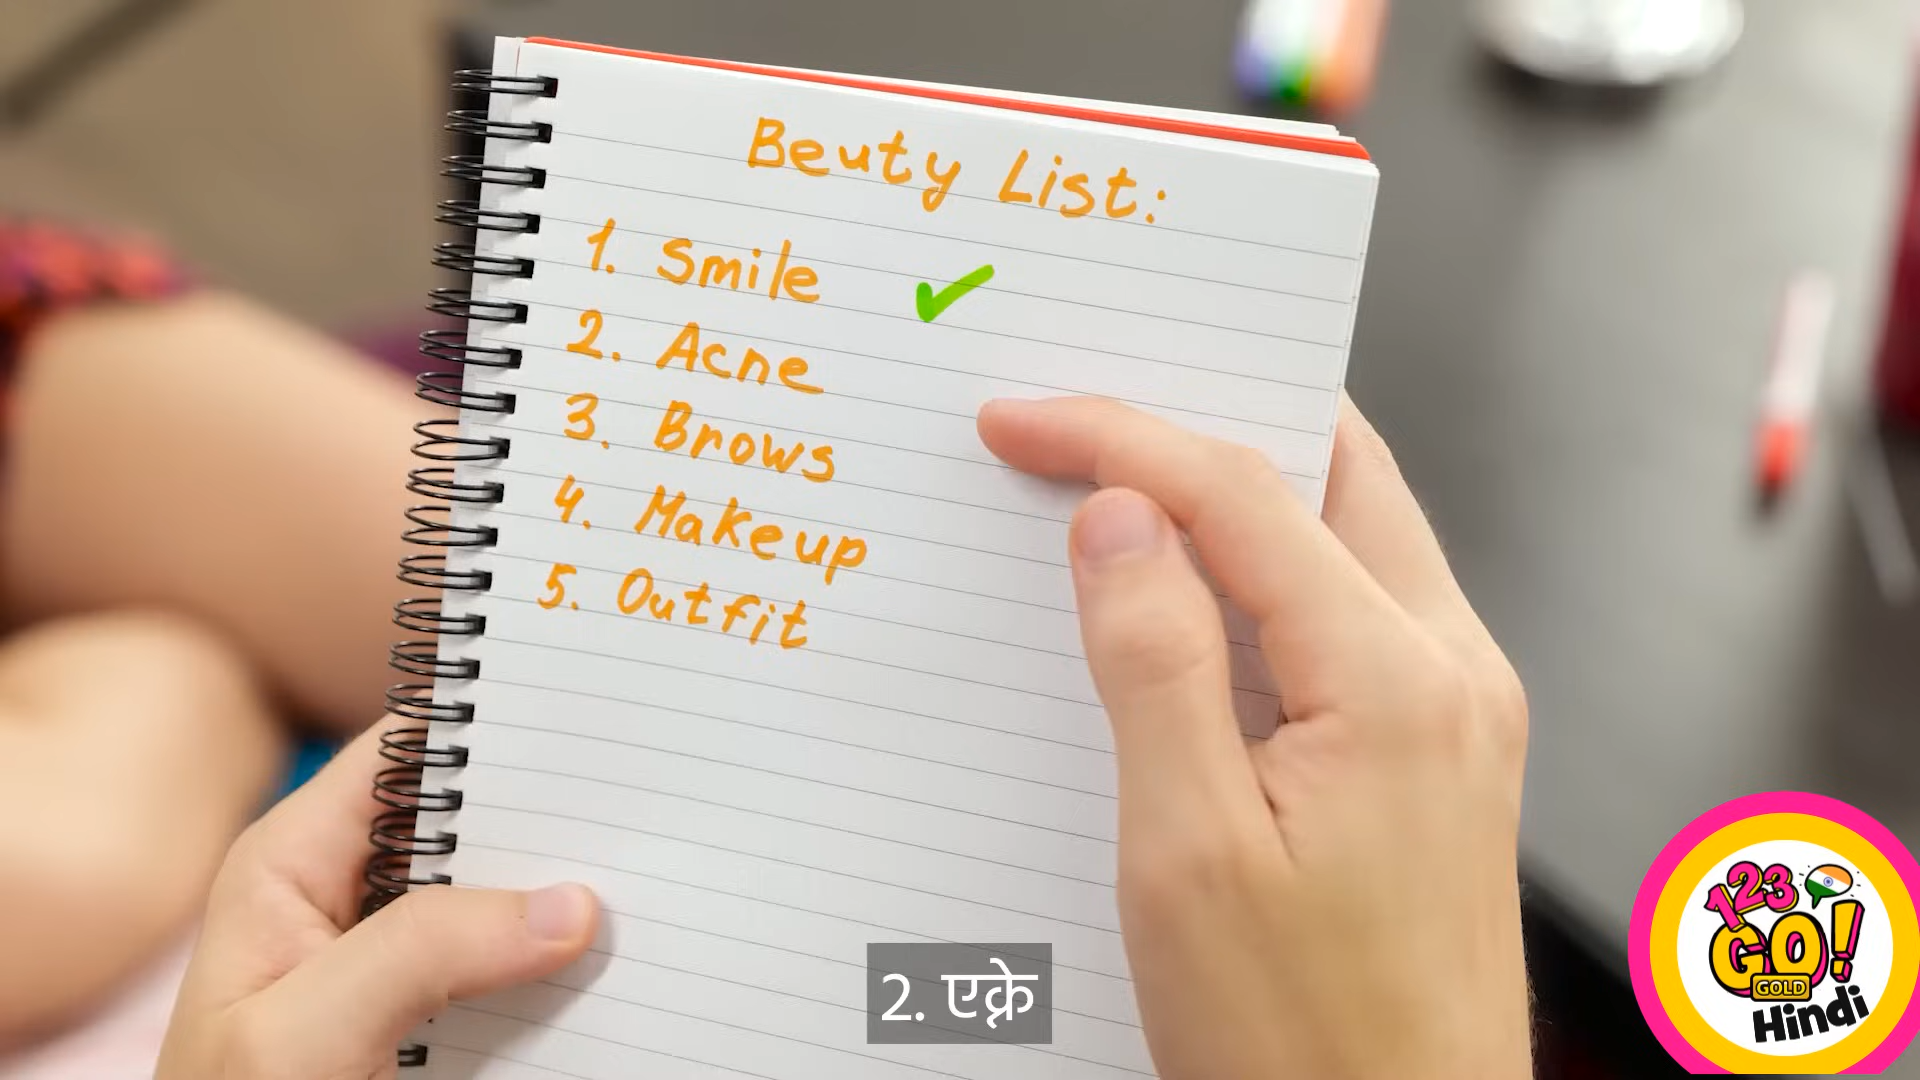 Beuty List:
1. Smile ✓
2. Acne
3. Brows
4. Makeup
5. Outfit
2. एक्ने
123
GO!
GOLD
Hindi